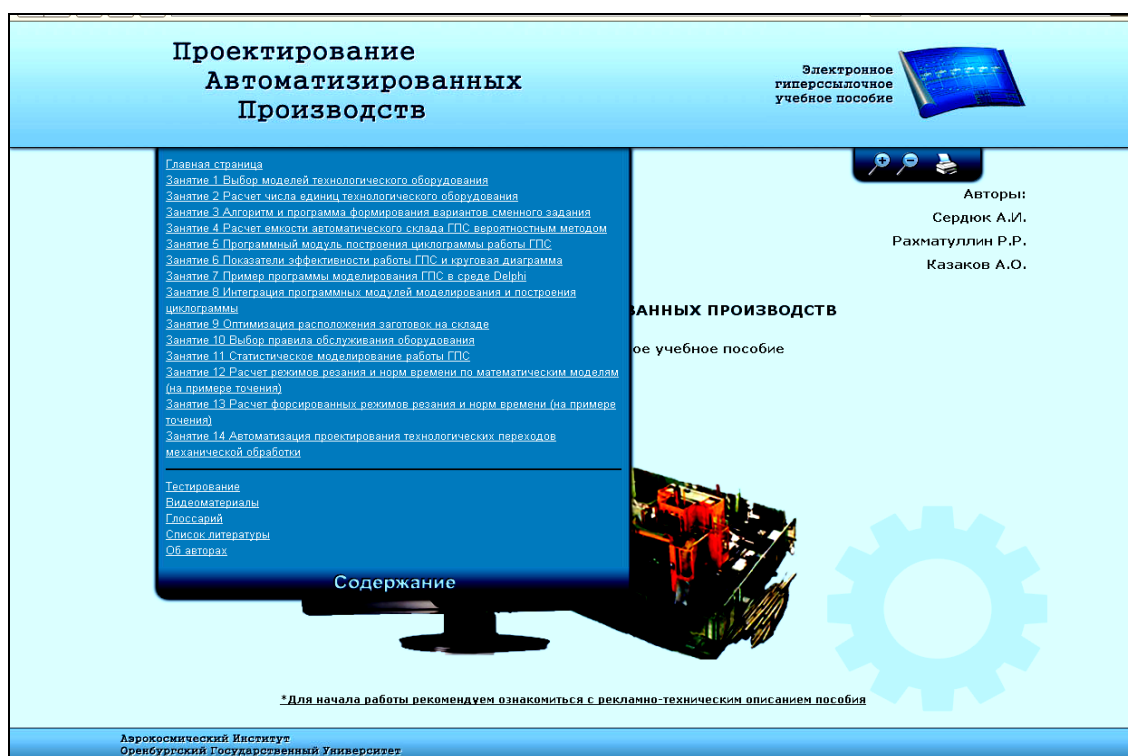 Проектирование
Автоматизированных
Производств
Электронное
гиперссылочное
учебное пособие
Главная страница
Занятие 1 Выбор моделей технологического оборудования
Занятие 2 Расчет числа единиц технологического оборудования
Занятие 3 Алгоритм и программа формирования вариантов сменного задания
Занятие 4 Расчет емкости автоматического склада ГПС вероятностным методом
Занятие 5 Программный модуль построения циклограммы работы ГПС
Занятие 6 Показатели эффективности работы ГПС и круговая диаграмма
Занятие 7 Пример программы моделирования ГПС в среде Delphi
Занятие 8 Интеграция программных модулей моделирования и построения
циклограммы
Занятие 9 Оптимизация расположения заготовок на складе
Занятие 10 Выбор правила обслуживания оборудования
Занятие 11 Статистическое моделирование работы ГПС
Занятие 12 Расчет режимов резания и норм времени по математическим моделям
(на примере точения)
Занятие 13 Расчет форсированных режимов резания и норм времени (на примере
точения)
Занятие 14 Автоматизация проектирования технологических переходов
механической обработки
Тестирование
Видеоматериалы
Глоссарий
Список литературы
Об авторах
Содержание
Авторы:
Сердюк А.И.
Рахматуллин Р.Р.
Казаков А.О.
АННЫХ ПРОИЗВОДСТВ
ое учебное пособие
*Для начала работы рекомендуем ознакомиться с рекламно-техническим описанием пособия
Аэрокосмический Институт
Оренбургский Государственный Университет